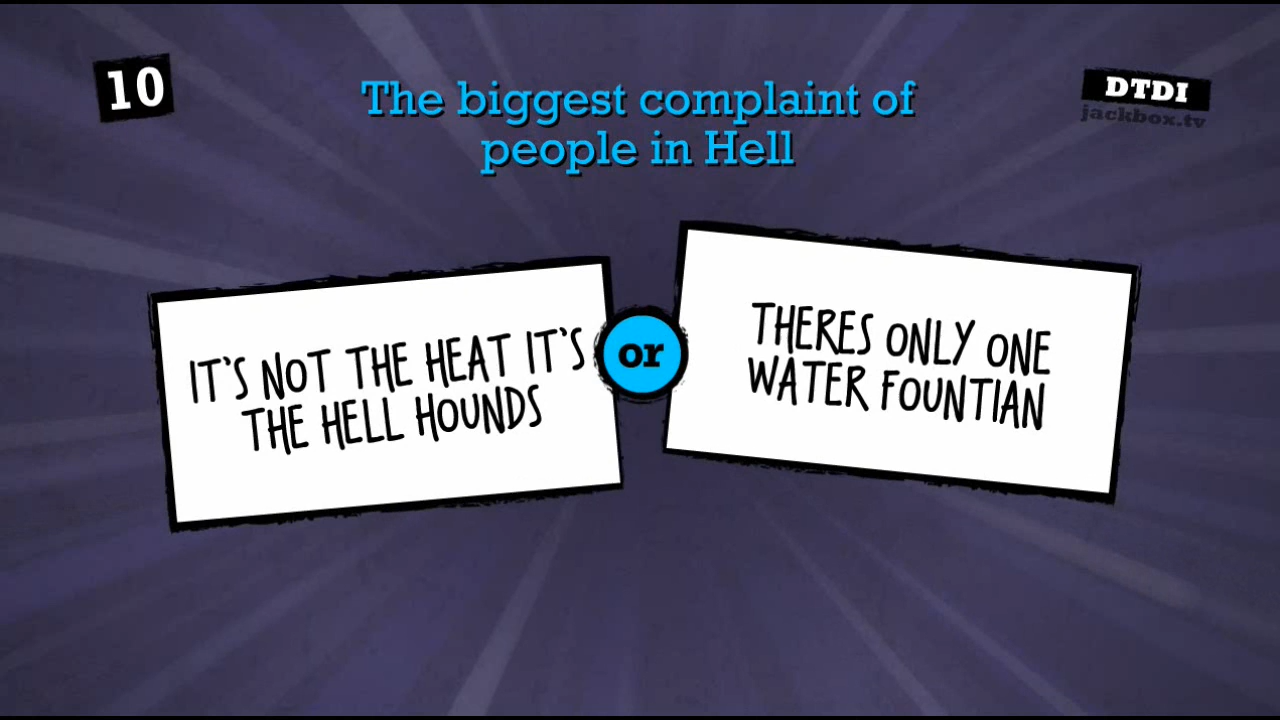 10
The biggest complaint of
people in Hell
DTDI
jackbox.tv
IT'S NOT THE HEAT IT'S
THE HELL HOUNDS
or
THERES ONLY ONE
WATER FOUNTIAN